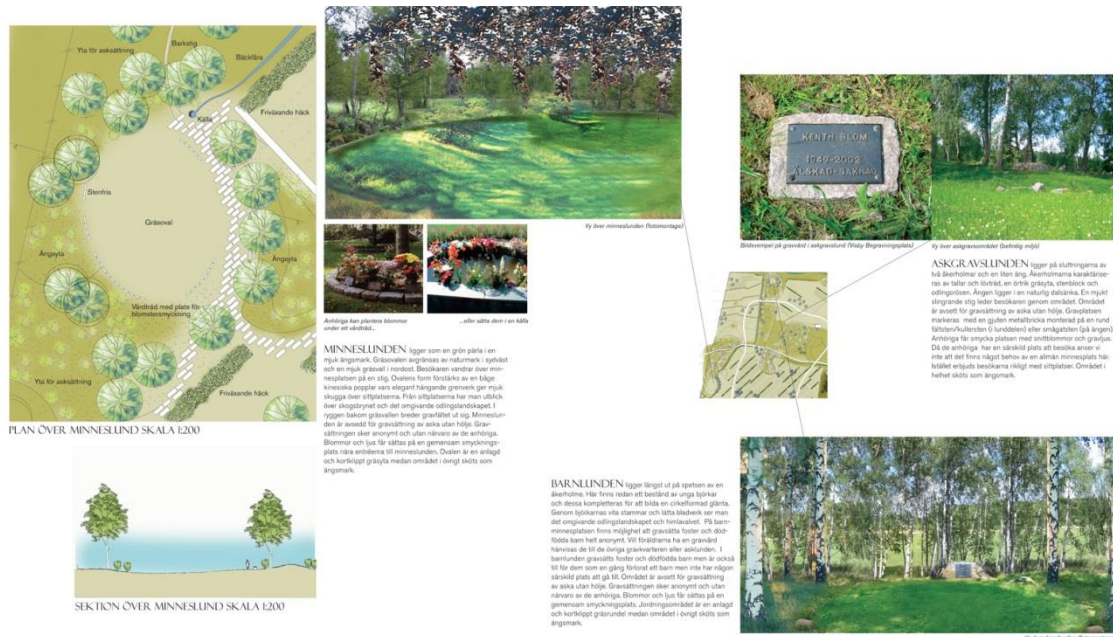 Yta för asksättning
Barkstig
Bäckfåra
Friväxande häck
Källa
Stenfris
Gräsoval
Ängsyta
Ängsyta
Vårdträd med plats för
blomsterssmyckning
Yta för asksättning
Friväxande häck
PLAN ÖVER MINNESLUND SKALA 1:200
SEKTION ÖVER MINNESLUND SKALA 1:200
Vy över minneslunden (fotomontage)
Anhöriga kan plantera blommor
under ett vårdträd...
...eller sätta dem i en källa
MINNESLUNDEN ligger som en grön pärla i en
mjuk ängsmark. Gräsovalen avgränsas av naturmark i sydväst
och en mjuk gräsvall i nordost. Besökaren vandrar över min-
nesplatsen på en stig. Ovalens form förstärks av en båge
kinesiska popplar vars elegant hängande grenverk ger mjuk
skugga över sittplatserna. Från sittplatserna har man utblick
över skogsbrynet och det omgivande odlingslandskapet. I
ryggen bakom gräsvallen breder gravfältet ut sig. Minneslun-
den är avsedd för gravsättning av aska utan hölje. Grav-
sättningen sker anonymt och utan närvaro av de anhöriga.
Blommor och ljus får sättas på en gemensam smycknings-
plats nära entréerna till minneslunden. Ovalen är en anlagd
och kortklippt gräsyta medan området i övrigt sköts som
ängsmark.
KENTH BLOM
1949-2002
ÄLSKAD-SAKNAD
Bildexempel på gravvård i askgravslund (Visby Begravningsplats)
Vy över askgravområdet (befintlig miljö)
ASKGRAVSLUNDEN ligger på sluttningarna av
två åkerholmar och en liten äng. Åkerholmarna karaktärise-
ras av tallar och lövträd, en örtrik gräsyta, stenblock och
odlingsrösen. Ängen ligger i en naturlig dalsänka. En mjukt
slingrande stig leder besökaren genom området. Området
är avsett för gravsättning av aska utan hölje. Gravplatsen
markeras med en gjuten metallbricka monterad på en rund
fältsten/kullersten (i lunddelen) eller smågatsten (på ängen)
Anhöriga får smycka platsen med snittblommor och gravljus.
Då de anhöriga har en särskild plats att besöka anser vi
inte att det finns något behov av en allmän minnesplats här.
Istället erbjuds besökarna rikligt med sittplatser. Området i
helhet sköts som ängsmark.
BARNLUNDEN ligger längst ut på spetsen av en
åkerholme. Här finns redan ett bestånd av unga björkar
och dessa kompletteras för att bilda en cirkelformad glänta.
Genom björkarnas vita stammar och lätta bladverk ser man
det omgivande odlingslandskapet och himlavalvet. På barn-
minnesplatsen finns möjlighet att gravsätta foster och död-
födda barn helt anonymt. Vill föräldrarna ha en gravvård
hänvisas de till de övriga gravkvarteren eller asklunden. I
barnlunden gravsätts foster och dödfödda barn men är också
till för dem som en gång förlorat ett barn men inte har någon
särskild plats att gå till. Området är avsett för gravsättning
av aska utan hölje. Gravsättningen sker anonymt och utan
närvaro av de anhöriga. Blommor och ljus får sättas på en
gemensam smyckningsplats. Jordningsområdet är en anlagd
och kortklippt gräsrundel medan området i övrigt sköts som
ängsmark.